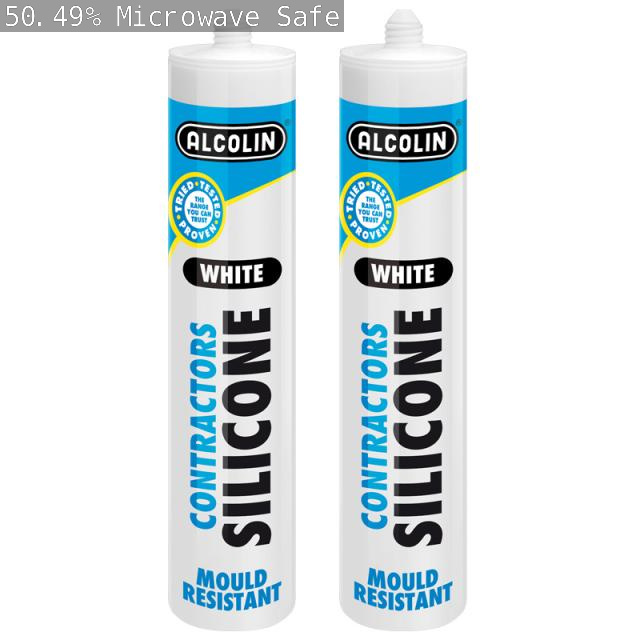 50.49% Microwave Safe
ALCOLIN
®
TRIED • TESTED
THE
RANGE
YOU CAN
TRUST
PROVEN
WHITE
CONTRACTORS
SILICONE
MOULD
RESISTANT
ALCOLIN
®
TRIED • TESTED
THE
RANGE
YOU CAN
TRUST
PROVEN
WHITE
CONTRACTORS
SILICONE
MOULD
RESISTANT